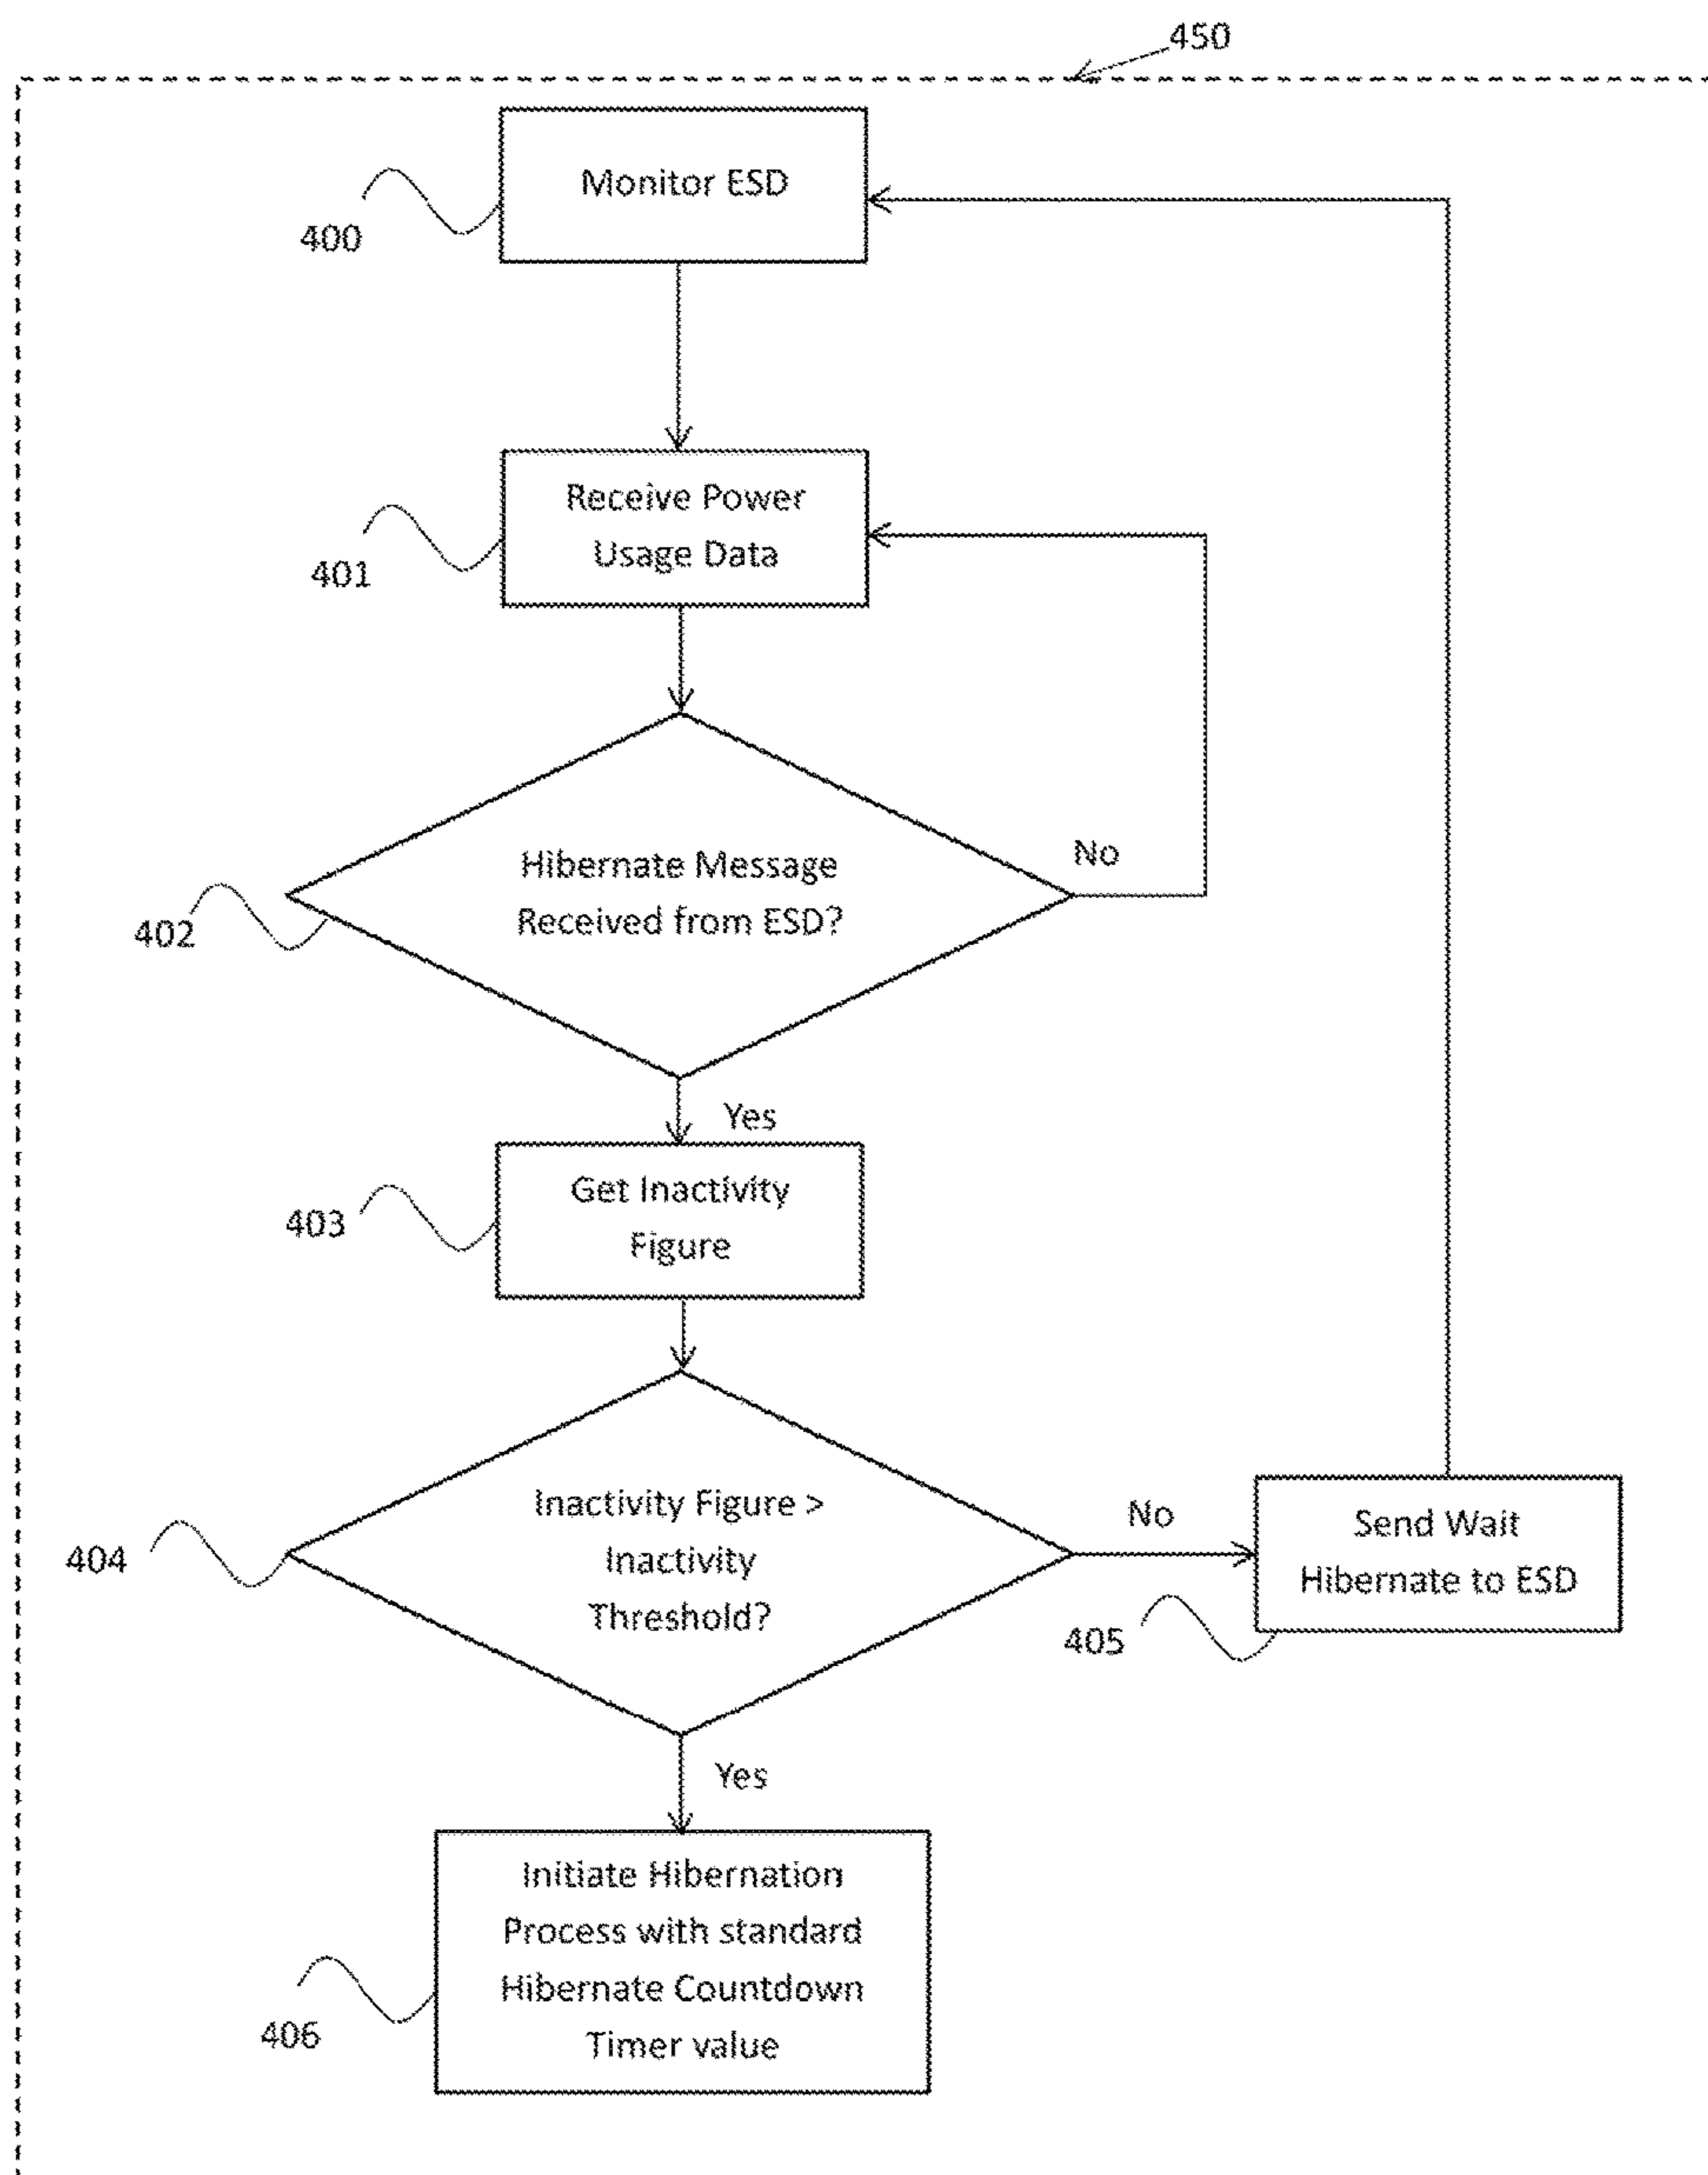 450
Monitor ESD
400
Receive Power
Usage Data
401
No
Hibernate Message
Received from ESD?
402
Yes
Get Inactivity
Figure
403
Inactivity Figure >
Inactivity
Threshold?
404
No
Send Wait
Hibernate to ESD
405
Yes
Initiate Hibernation
Process with standard
Hibernate Countdown
Timer value
406